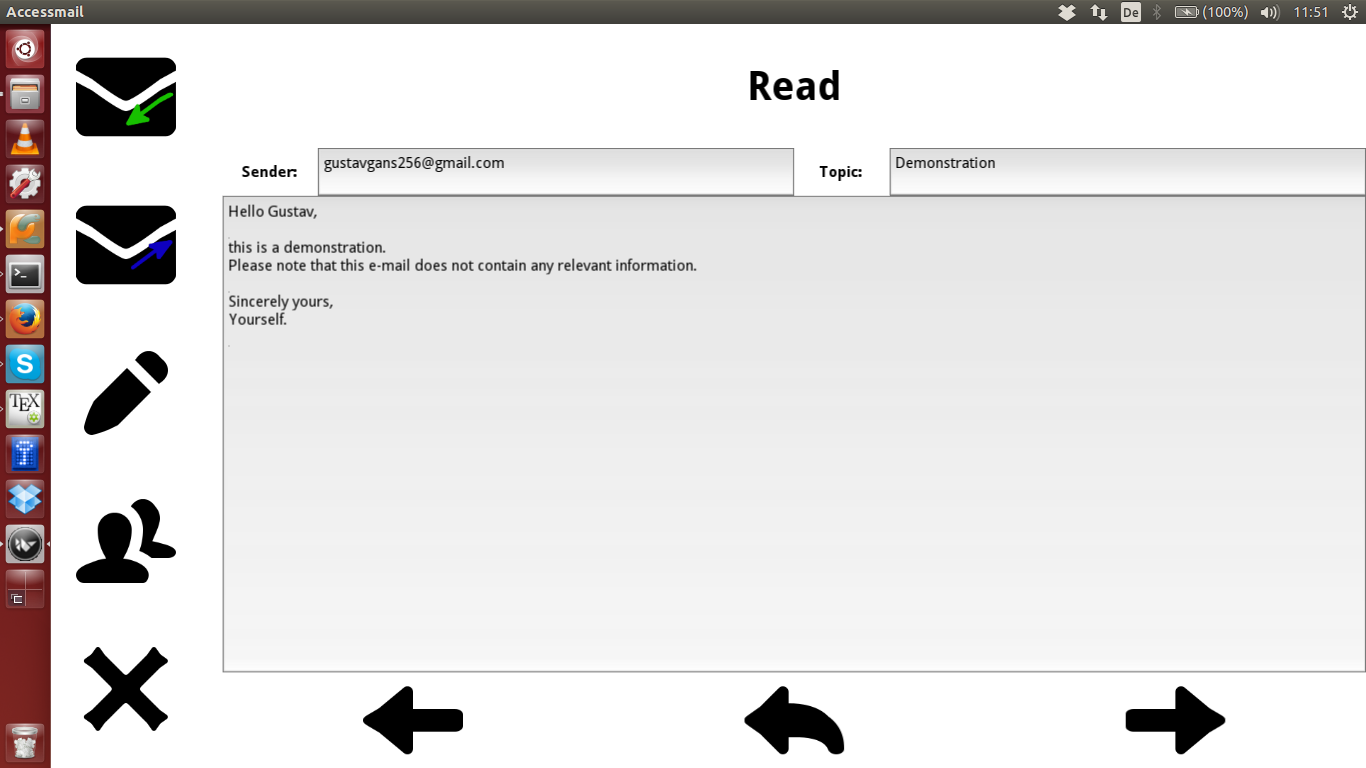 Accessmail
De
(100%)
11:51
Read
Sender:
gustavgans256@gmail.com
Topic:
Demonstration
Hello Gustav,
this is a demonstration.
Please note that this e-mail does not contain any relevant information.
Sincerely yours,
Yourself.
S
TEX
T